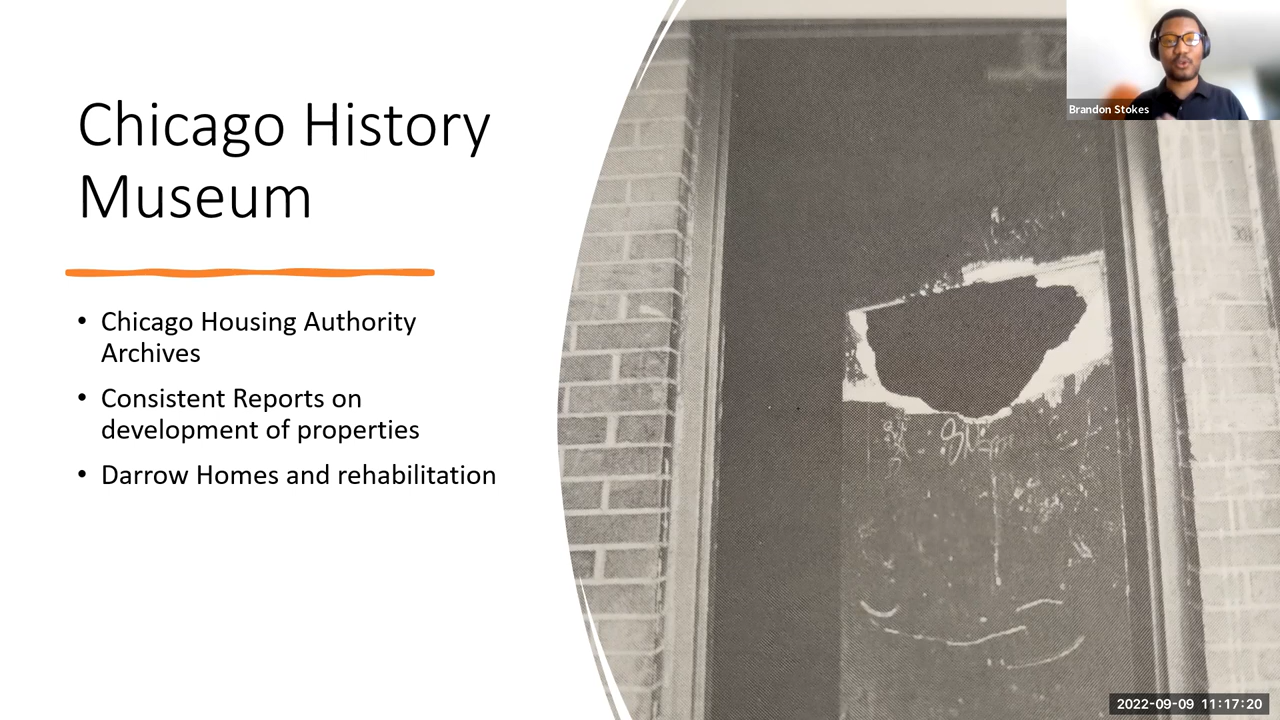 Chicago History
Museum
• Chicago Housing Authority
Archives
• Consistent Reports on
development of properties
• Darrow Homes and rehabilitation
Brandon Stokes
2022-09-09 11:17:20